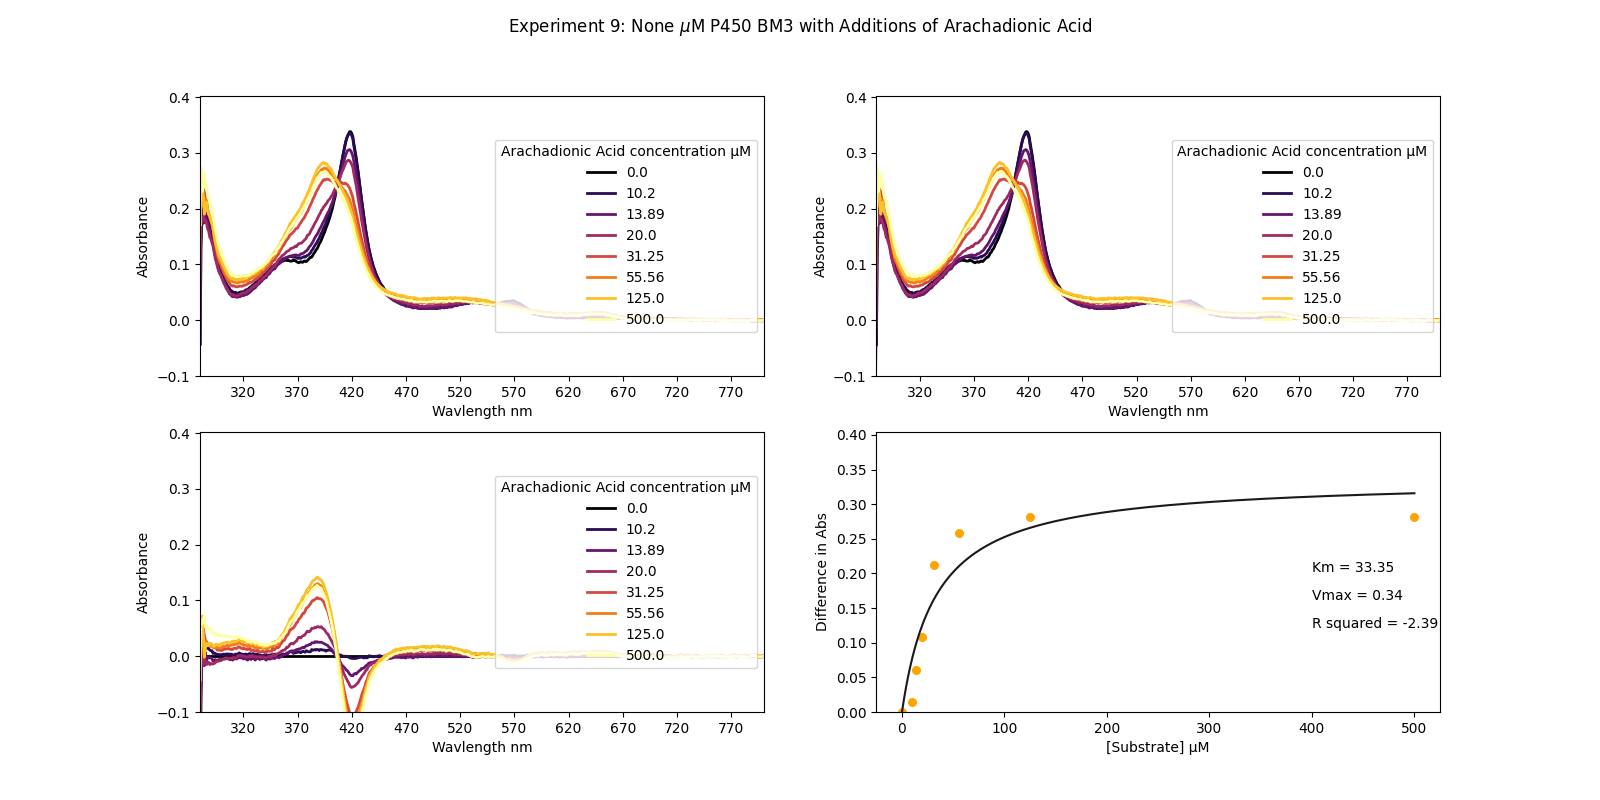 Experiment 9: None μM P450 BM3 with Additions of Arachadionic Acid
0.4
0.3
0.2
0.1
0.0
−0.1
Absorbance
320 370 420 470 520 570 620 670 720 770
Wavlength nm
Arachadionic Acid concentration μM
0.0
10.2
13.89
20.0
31.25
55.56
125.0
500.0
0.4
0.3
0.2
0.1
0.0
−0.1
Absorbance
320 370 420 470 520 570 620 670 720 770
Wavlength nm
Arachadionic Acid concentration μM
0.0
10.2
13.89
20.0
31.25
55.56
125.0
500.0
0.4
0.3
0.2
0.1
0.0
−0.1
Absorbance
320 370 420 470 520 570 620 670 720 770
Wavlength nm
Arachadionic Acid concentration μM
0.0
10.2
13.89
20.0
31.25
55.56
125.0
500.0
0.40
0.35
0.30
0.25
0.20
0.15
0.10
0.05
0.00
Difference in Abs
Km = 33.35
Vmax = 0.34
R squared = -2.39
0 100 200 300 400 500
[Substrate] μM